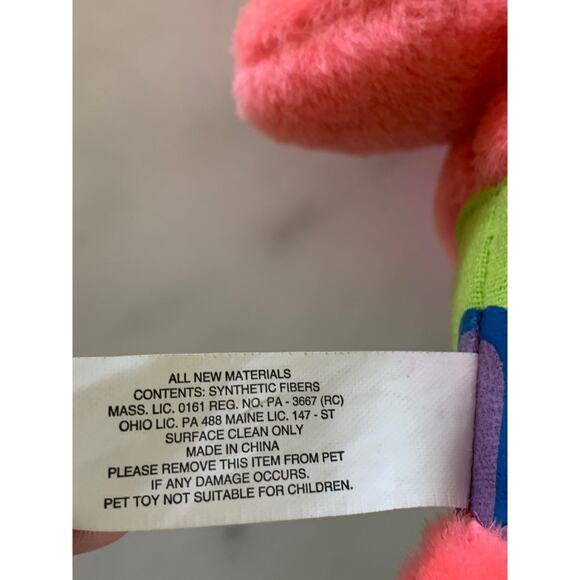 ALL NEW MATERIALS
CONTENTS: SYNTHETIC FIBERS
MASS. LIC. 0161 REG. NO. PA - 3667 (RC)
OHIO LIC. PA 488 MAINE LIC. 147 - ST
SURFACE CLEAN ONLY
MADE IN CHINA
PLEASE REMOVE THIS ITEM FROM PET
IF ANY DAMAGE OCCURS.
PET TOY NOT SUITABLE FOR CHILDREN.